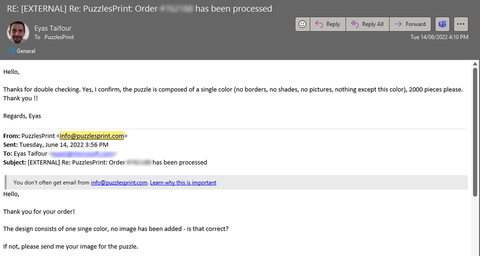 RE: [EXTERNAL] Re: PuzzlesPrint: Order has been processed
Eyas Taifour
To PuzzlesPrint
General
Reply
Reply All
Forward
Tue 14/06/2022 4:10 PM
Hello,
Thanks for double checking. Yes, i confirm, the puzzle is composed of a single color (no borders, no shades, no pictures, nothing except this color), 2000 pieces please.
Thank you !!
Regards, Eyas
From: PuzzlesPrint <info@puzzlesprint.com>
Sent: Tuesday, June 14, 2022 3:56 PM
To: Eyas Taifour
Subject: [EXTERNAL] Re: PuzzlesPrint: Order has been processed
You don't often get email from info@puzzlesprint.com. Learn why this is important
Hello,
Thank you for your order!
The design consists of one singe color, no image has been added - is that correct?
If not, please send me your image for the puzzle.